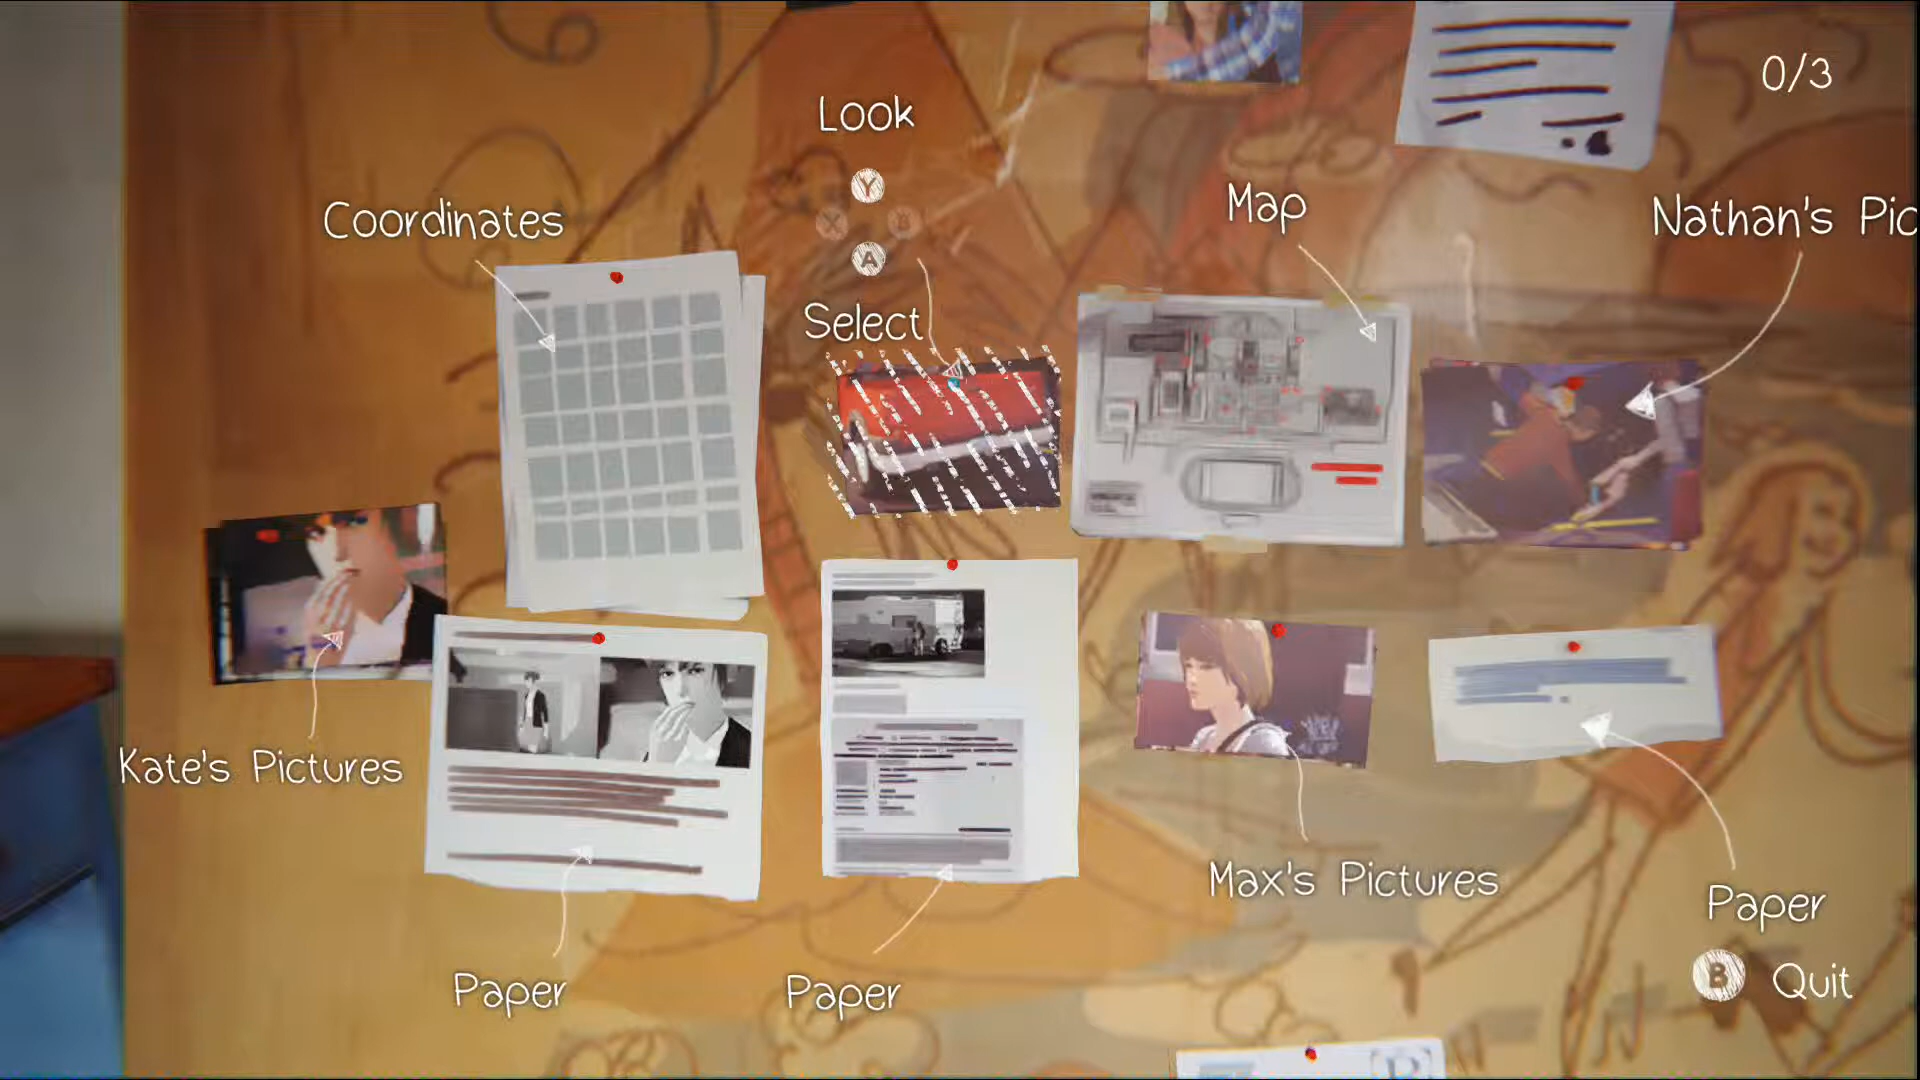 0/3
Look
Y
X
B
A
Select
Coordinates
Map
Nathan's Pic
Kate's Pictures
Max's Pictures
Paper
Paper
Paper
B Quit